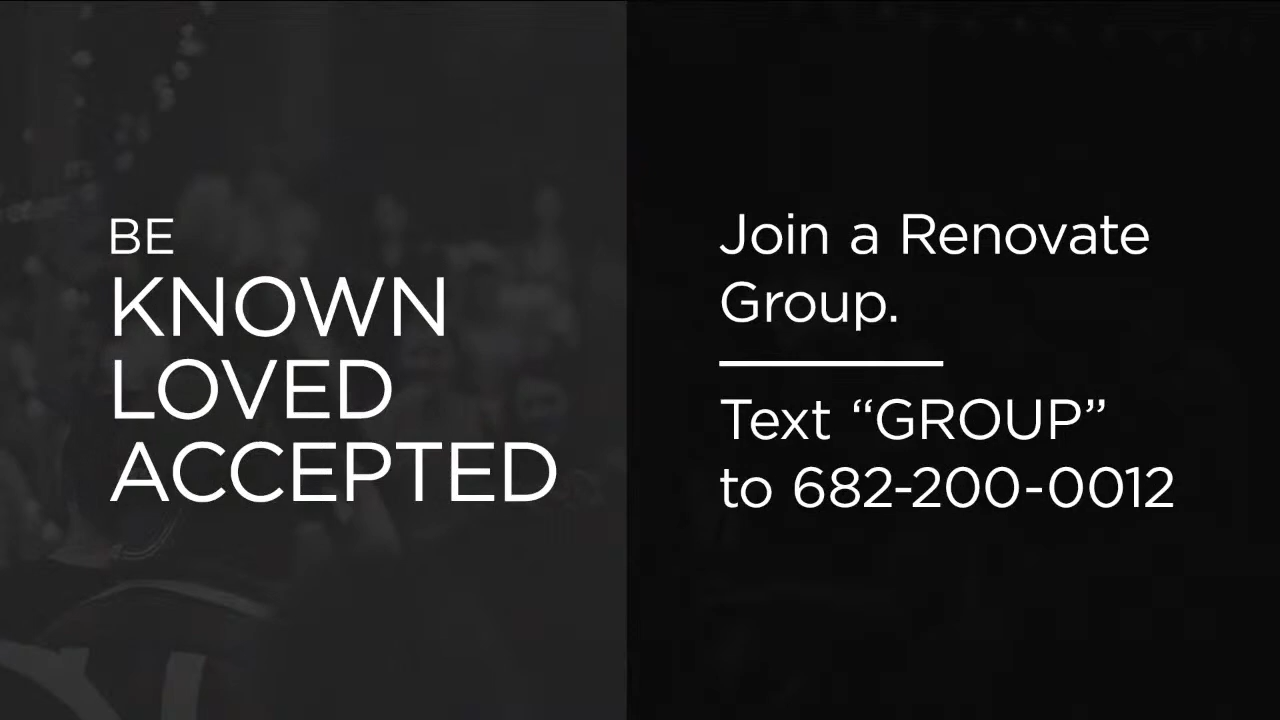 BE
KNOWN
LOVED
ACCEPTED
Join a Renovate
Group.
Text “GROUP”
to 682-200-0012